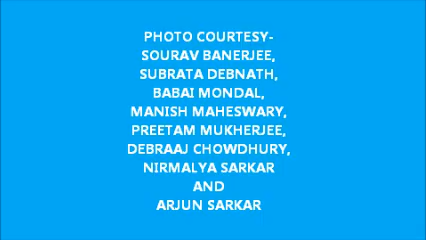 PHOTO COURTESY-
SOURAV BANERJEE,
SUBRATA DEBNATH,
BABAI MONDAL,
MANISH MAHESWARY,
PREETAM MUKHERJEE,
DEBRAAJ CHOWDHURY,
NIRMALYA SARKAR
AND
ARJUN SARKAR